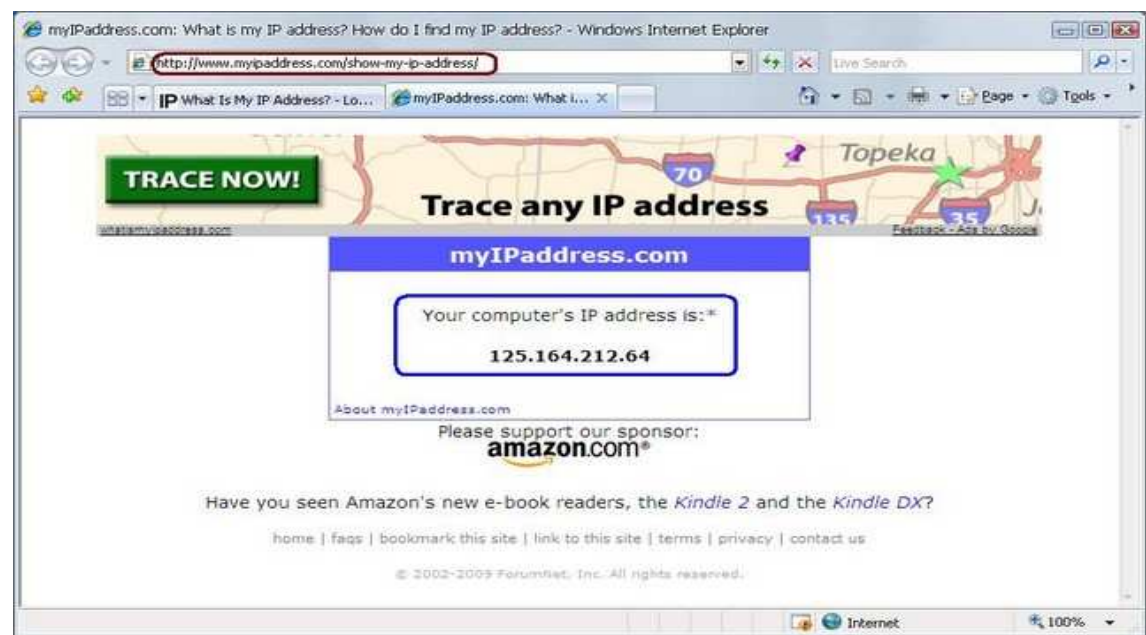 myIPaddress.com: What is my IP address? How do I find my IP address? - Windows Internet Explorer
http://www.myipaddress.com/show-my-ip-address/
Live Search
IP What Is My IP Address? - Lo...
myIPaddress.com: What i...
Page
Tools
TRACE NOW!
Trace any IP address
70
Topeka
135
35
whatismyipaddress.com
Feedback - Ads by Google
myIPaddress.com
Your computer's IP address is:*
125.164.212.64
About myIPaddress.com
Please support our sponsor:
amazon.com®
Have you seen Amazon's new e-book readers, the Kindle 2 and the Kindle DX?
home | faqs | bookmark this site | link to this site | terms | privacy | contact us
© 2002-2009 ForumNet, Inc. All rights reserved.
Internet
100%